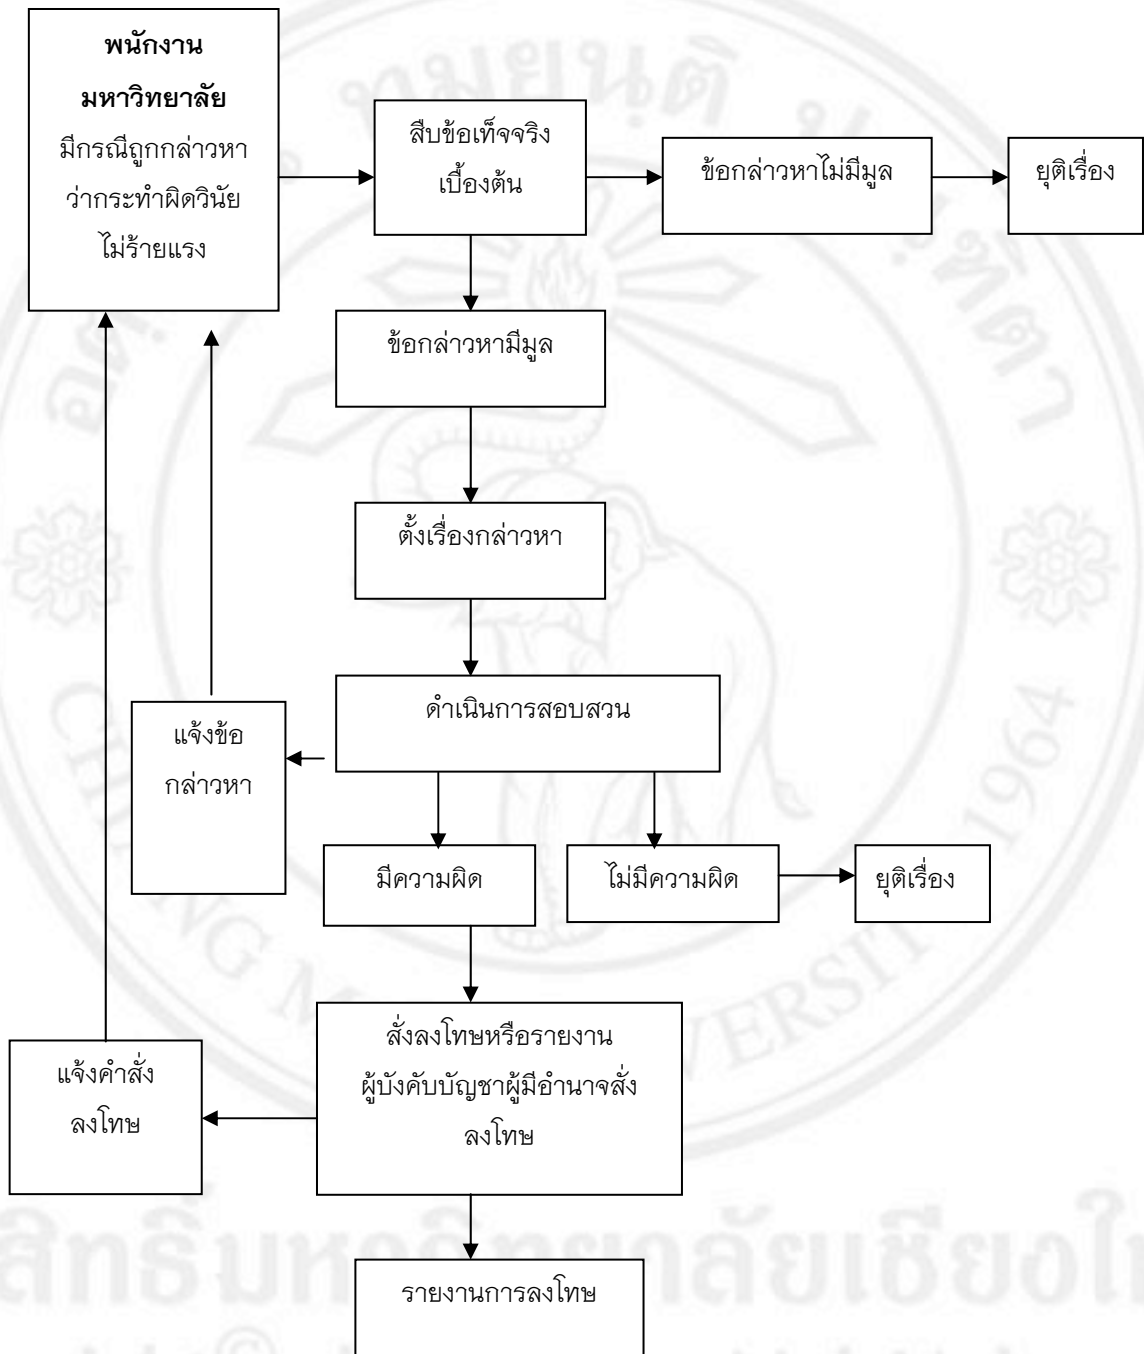 พนักงาน
มหาวิทยาลัย
มีกรณีถูกกล่าวหา
ว่ากระทำผิดวินัย
ไม่ร้ายแรง
สืบข้อเท็จจริง
เบื้องต้น
ข้อกล่าวหาไม่มีมูล
ยุติเรื่อง
ข้อกล่าวหามีมูล
ตั้งเรื่องกล่าวหา
ดำเนินการสอบสวน
แจ้งข้อ
กล่าวหา
มีความผิด
ไม่มีความผิด
ยุติเรื่อง
สั่งลงโทษหรือรายงาน
ผู้บังคับบัญชาผู้มีอำนาจสั่ง
ลงโทษ
แจ้งคำสั่ง
ลงโทษ
รายงานการลงโทษ